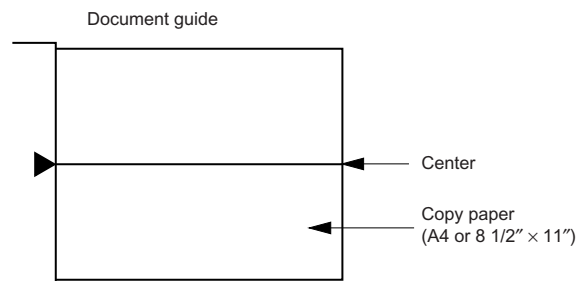 Document guide
Center
Copy paper
(A4 or 8 1/2″ × 11″)